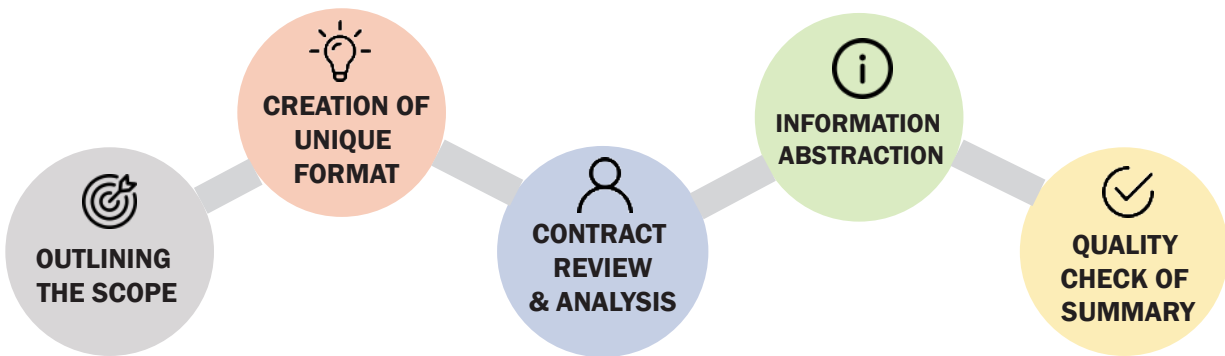 OUTLINING
THE SCOPE
CREATION OF
UNIQUE
FORMAT
CONTRACT
REVIEW
& ANALYSIS
INFORMATION
ABSTRACTION
QUALITY
CHECK OF
SUMMARY